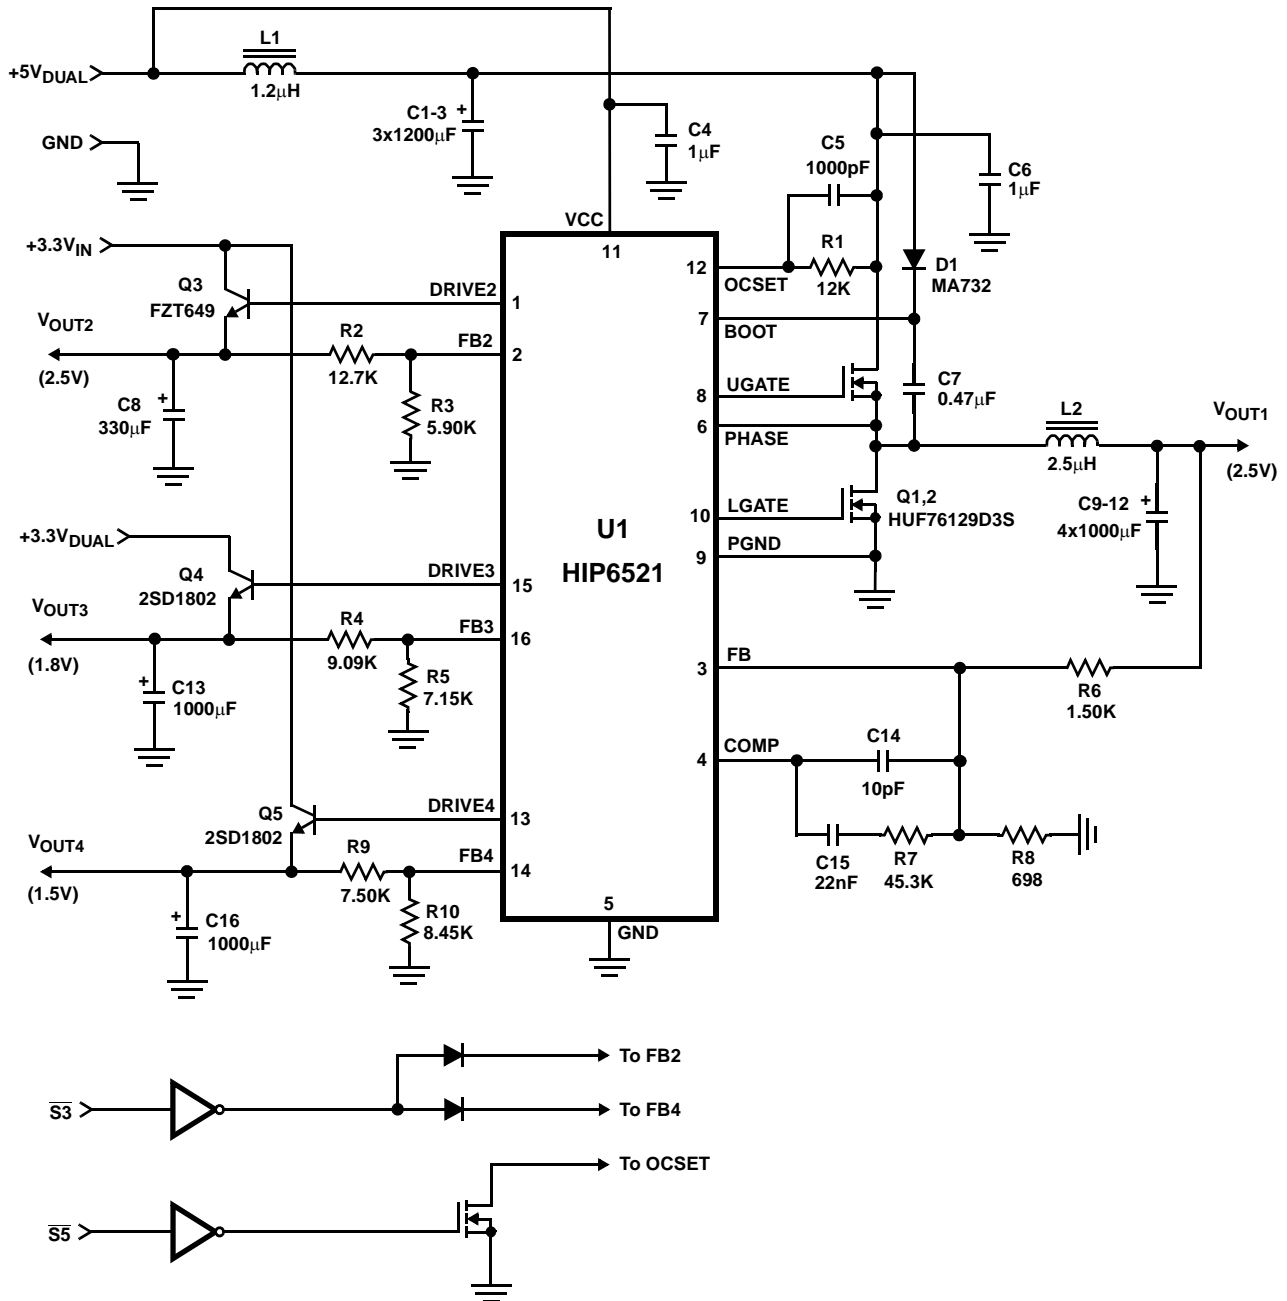 L1
+5VDUAL
1.2μH
C1-3
3x1200μF
+
GND
C4
1μF
C5
1000pF
C6
1μF
VCC
11
+3.3VIN
R1
12K
12
OCSET
D1
MA732
Q3
FZT649
DRIVE2
1
7
BOOT
VOUT2
(2.5V)
R2
12.7K
FB2
2
C7
0.47μF
UGATE
8
C8
330μF
+
R3
5.90K
6
PHASE
L2
2.5μH
VOUT1
(2.5V)
Q1,2
HUF76129D3S
LGATE
10
C9-12
4x1000μF
+
U1
HIP6521
PGND
9
+3.3VDUAL
Q4
2SD1802
DRIVE3
15
VOUT3
(1.8V)
R4
9.09K
FB3
16
FB
3
C13
1000μF
+
R5
7.15K
R6
1.50K
COMP
4
C14
10pF
Q5
2SD1802
DRIVE4
13
VOUT4
(1.5V)
R9
7.50K
FB4
14
C15
22nF
R7
45.3K
R8
698
C16
1000μF
+
R10
8.45K
5
GND
To FB2
S3
To FB4
To OCSET
S5